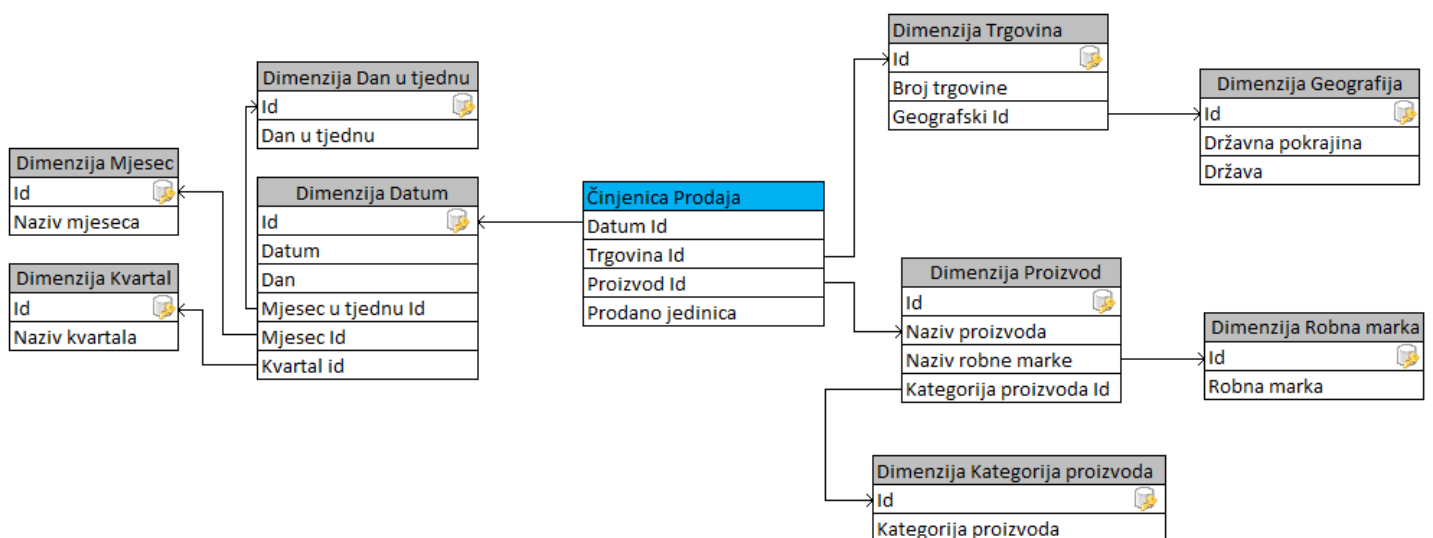 Dimenzija Mjesec
Id
Naziv mjeseca
Dimenzija Kvartal
Id
Naziv kvartala
Dimenzija Dan u tjednu
Id
Dan u tjednu
Dimenzija Datum
Id
Datum
Dan
Mjesec u tjednu Id
Mjesec Id
Kvartal id
Činjenica Prodaja
Datum Id
Trgovina Id
Proizvod Id
Prodano jedinica
Dimenzija Trgovina
Id
Broj trgovine
Geografski Id
Dimenzija Geografija
Id
Državna pokrajina
Država
Dimenzija Proizvod
Id
Naziv proizvoda
Naziv robne marke
Kategorija proizvoda Id
Dimenzija Robna marka
Id
Robna marka
Dimenzija Kategorija proizvoda
Id
Kategorija proizvoda